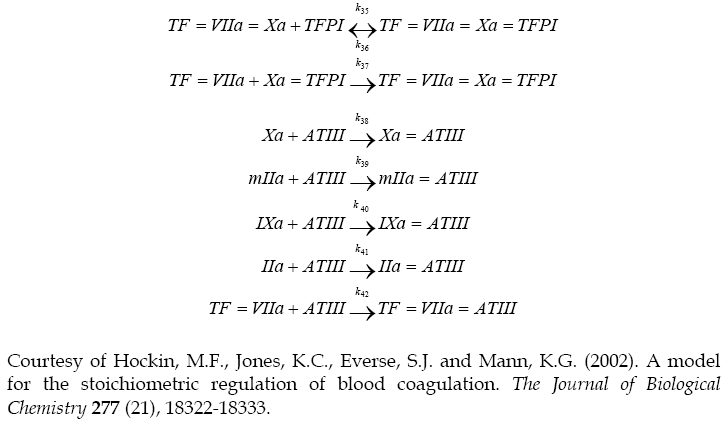 k35
TF = VIIa = Xa + TFPI ⟷ TF = VIIa = Xa = TFPI
k36
k37
TF = VIIa + Xa = TFPI ⟶ TF = VIIa = Xa = TFPI
k38
Xa + ATIII ⟶ Xa = ATIII
k39
mIIa + ATIII ⟶ mIIa = ATIII
k40
IXa + ATIII ⟶ IXa = ATIII
k41
IIa + ATIII ⟶ IIa = ATIII
k42
TF = VIIa + ATIII ⟶ TF = VIIa = ATIII
Courtesy of Hockin, M.F., Jones, K.C., Everse, S.J. and Mann, K.G. (2002). A model
for the stoichiometric regulation of blood coagulation. The Journal of Biological
Chemistry 277 (21), 18322-18333.